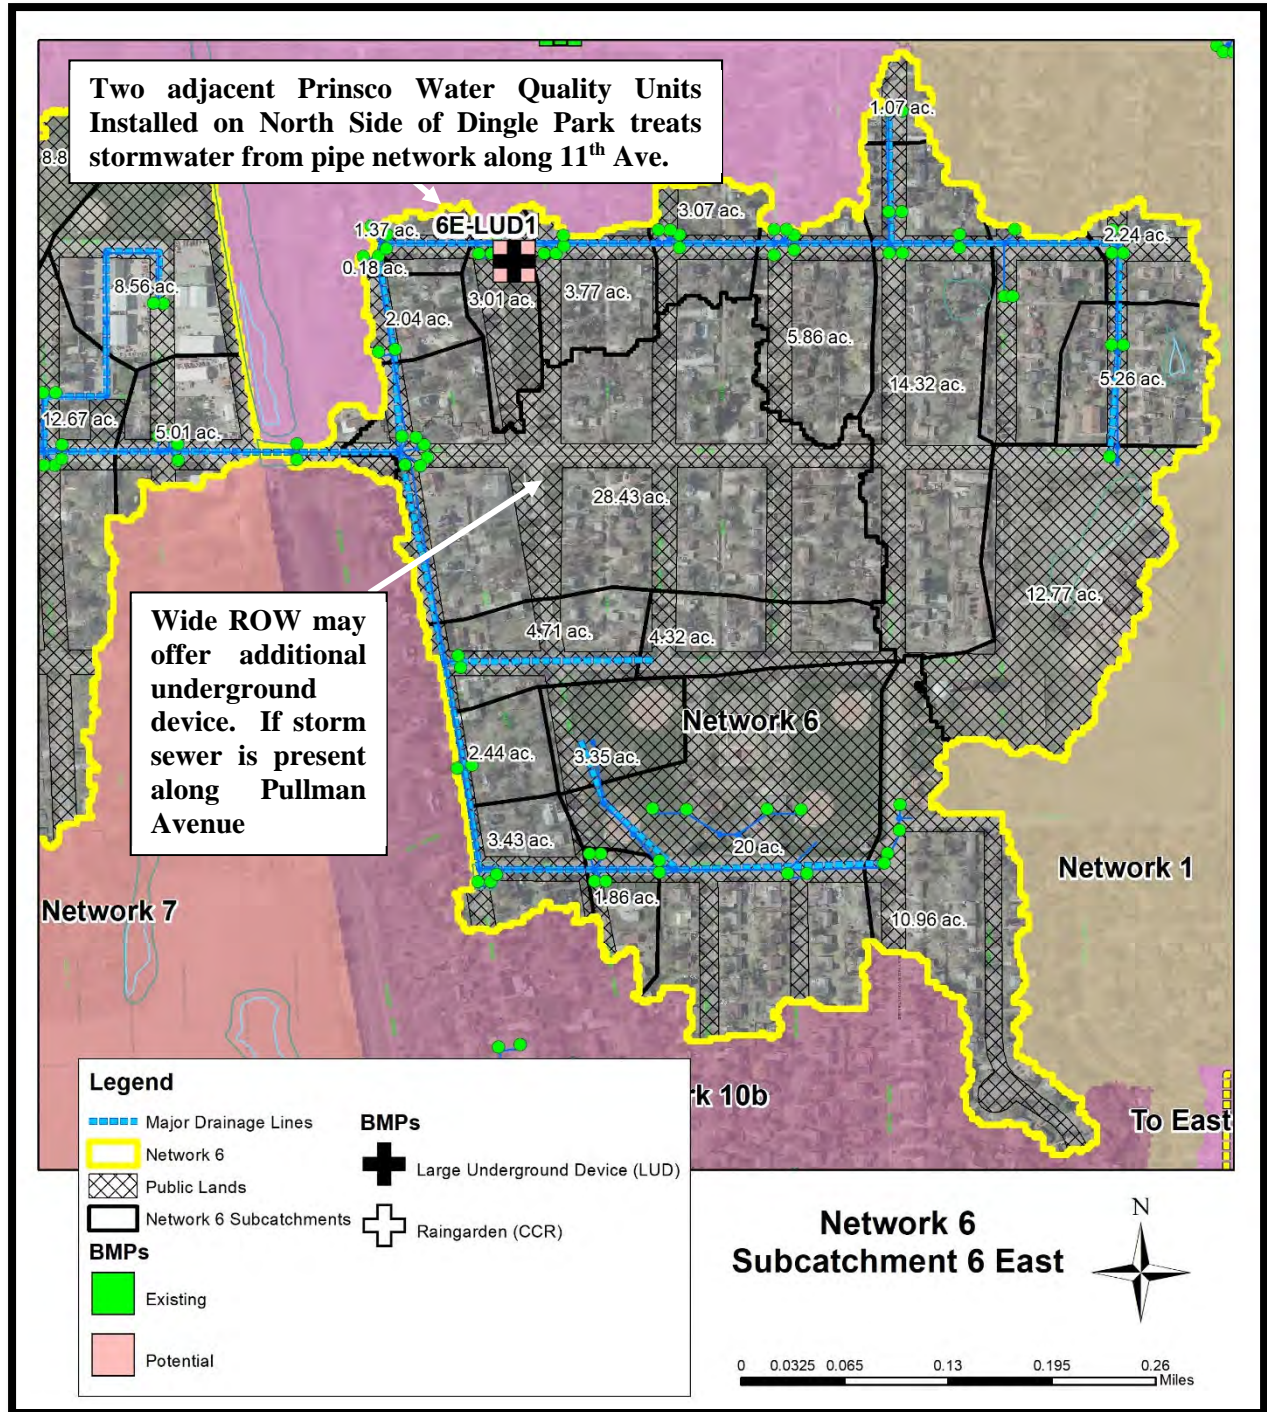 Two adjacent Prinsco Water Quality Units
Installed on North Side of Dingle Park treats
stormwater from pipe network along 11th Ave.
1.07 ac.
8.8
3.07 ac.
1.37 ac.
6E-LUD1
2.24 ac.
0.18 ac.
8.56 ac.
3.01 ac.
3.77 ac.
2.04 ac.
5.86 ac.
14.32 ac.
5.26 ac.
12.67 ac.
5.01 ac.
28.43 ac.
12.77 ac.
Wide ROW may
offer additional
underground
device. If storm
sewer is present
along Pullman
Avenue
4.71 ac.
4.32 ac.
Network 6
2.44 ac.
3.35 ac.
3.43 ac.
20 ac.
Network 1
1.86 ac.
Network 7
10.96 ac.
rk 10b
To East
Legend
Major Drainage Lines
Network 6
Public Lands
Network 6 Subcatchments
BMPs
Existing
Potential
BMPs
Large Underground Device (LUD)
Raingarden (CCR)
Network 6
Subcatchment 6 East
N
0 0.0325 0.065 0.13 0.195 0.26
Miles